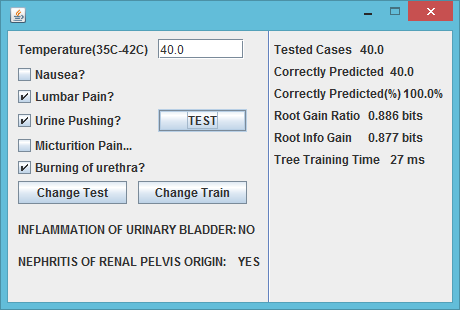 Temperature(35C-42C) 40.0
Nausea?
Lumbar Pain?
Urine Pushing? TEST
Micturition Pain...
Burning of urethra?
Change Test Change Train
INFLAMMATION OF URINARY BLADDER: NO
NEPHRITIS OF RENAL PELVIS ORIGIN: YES
Tested Cases 40.0
Correctly Predicted 40.0
Correctly Predicted(%) 100.0%
Root Gain Ratio 0.886 bits
Root Info Gain 0.877 bits
Tree Training Time 27 ms